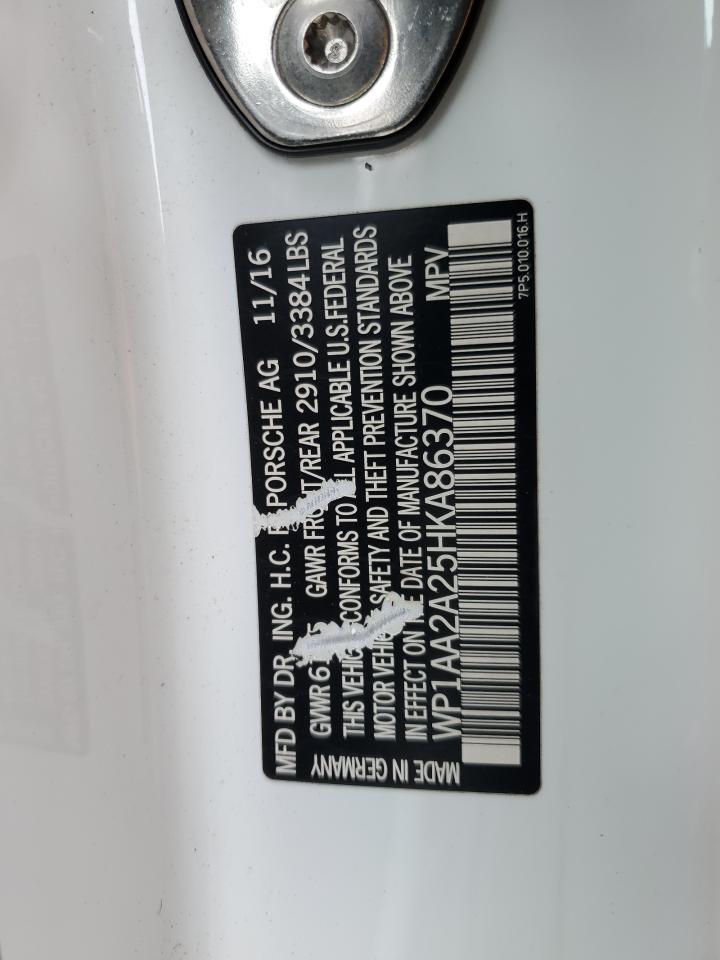 MFD BY DR. ING. H.C. F. PORSCHE AG 11/16
GAWR FRONT/REAR 2910/3384LBS
THIS CONFORMS TO APPLICABLE U.S.FEDERAL
MOTOR SAFETY AND THEFT PREVENTION STANDARDS
IN EFFECT ON DATE OF MANUFACTURE SHOWN ABOVE
WP1AA2A25HKA86370 MPV
MADE IN GERMANY
7P5.010.016.H